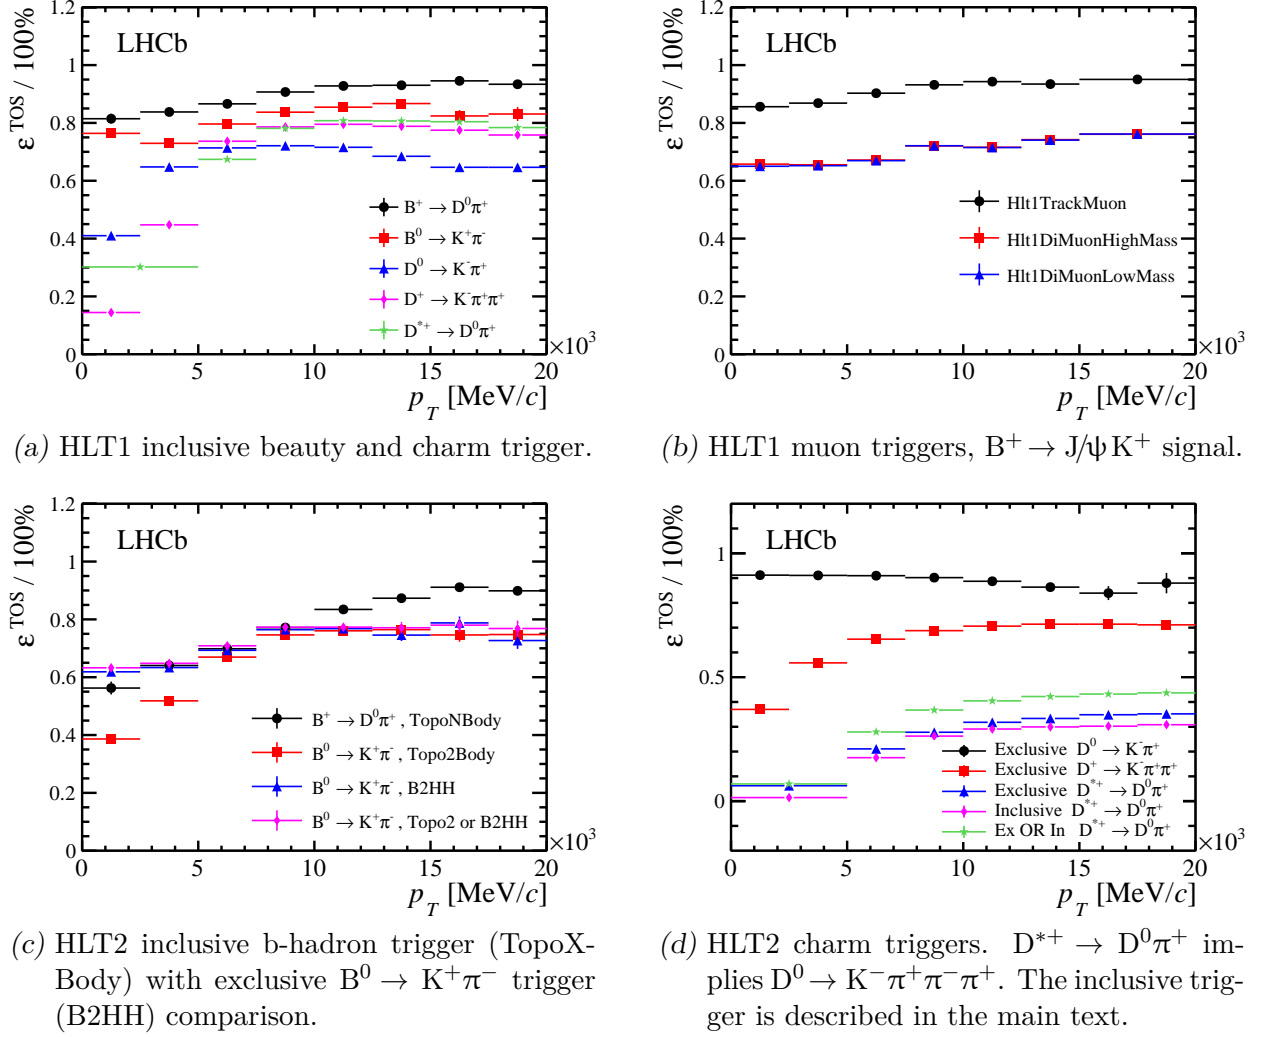 1.2
LHCb
1
0.8
0.6
0.4
0.2
0
ε^TOS / 100%
B⁺ → D⁰π⁺
B⁰ → K⁺π⁻
D⁰ → K⁻π⁺
D⁺ → K⁻π⁺π⁺
D*⁺ → D⁰π⁺
0 5 10 15 20
×10³
p_T [MeV/c]
(a) HLT1 inclusive beauty and charm trigger.
1.2
LHCb
1
0.8
0.6
0.4
0.2
0
ε^TOS / 100%
Hlt1TrackMuon
Hlt1DiMuonHighMass
Hlt1DiMuonLowMass
0 5 10 15 20
×10³
p_T [MeV/c]
(b) HLT1 muon triggers, B⁺ → J/ψ K⁺ signal.
1.2
LHCb
1
0.8
0.6
0.4
0.2
0
ε^TOS / 100%
B⁺ → D⁰π⁺ , TopoNBody
B⁰ → K⁺π⁻ , Topo2Body
B⁰ → K⁺π⁻ , B2HH
B⁰ → K⁺π⁻ , Topo2 or B2HH
0 5 10 15 20
×10³
p_T [MeV/c]
(c) HLT2 inclusive b-hadron trigger (TopoX-
Body) with exclusive B⁰ → K⁺π⁻ trigger
(B2HH) comparison.
LHCb
1
0.5
0
ε^TOS / 100%
Exclusive D⁰ → K⁻π⁺
Exclusive D⁺ → K⁻π⁺π⁺
Exclusive D*⁺ → D⁰π⁺
Inclusive D*⁺ → D⁰π⁺
Ex OR In D*⁺ → D⁰π⁺
0 5 10 15 20
×10³
p_T [MeV/c]
(d) HLT2 charm triggers. D*⁺ → D⁰π⁺ im-
plies D⁰ → K⁻π⁺π⁻π⁺. The inclusive trig-
ger is described in the main text.